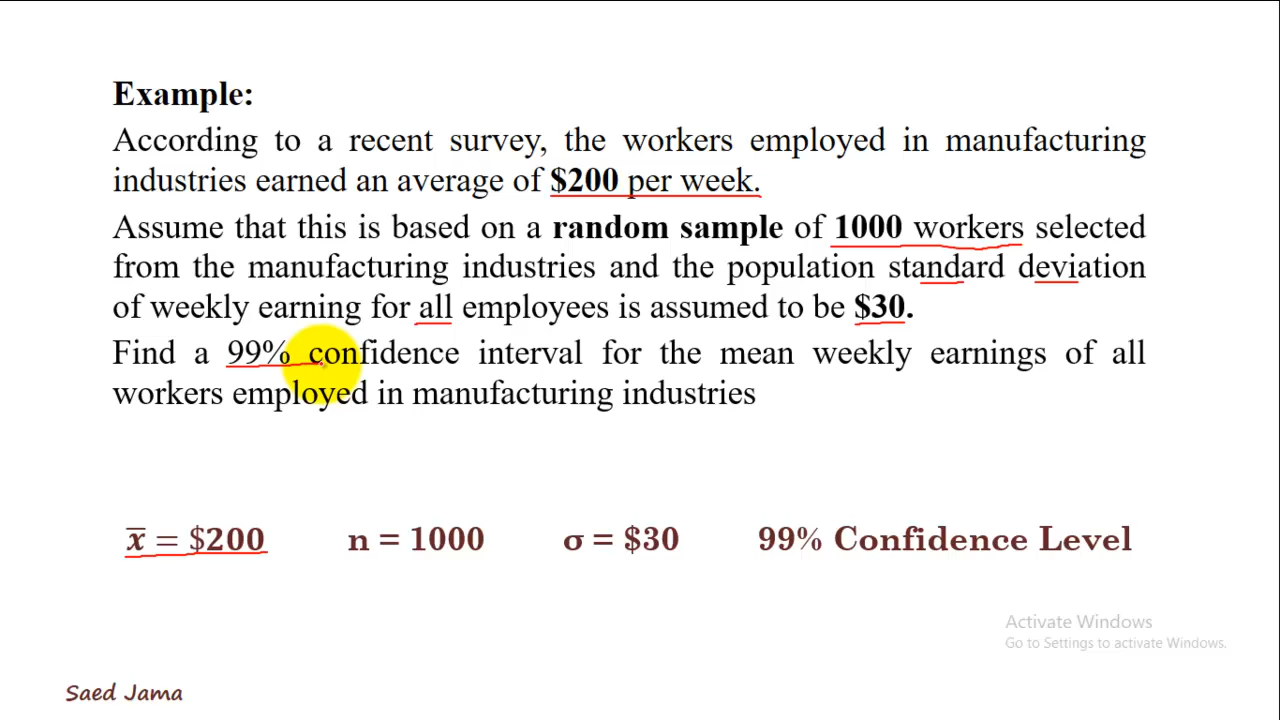 Example:
According to a recent survey, the workers employed in manufacturing
industries earned an average of $200 per week.
Assume that this is based on a random sample of 1000 workers selected
from the manufacturing industries and the population standard deviation
of weekly earning for all employees is assumed to be $30.
Find a 99% confidence interval for the mean weekly earnings of all
workers employed in manufacturing industries
x̅ = $200 n = 1000 σ = $30 99% Confidence Level
Activate Windows
Go to Settings to activate Windows.
Saed Jama